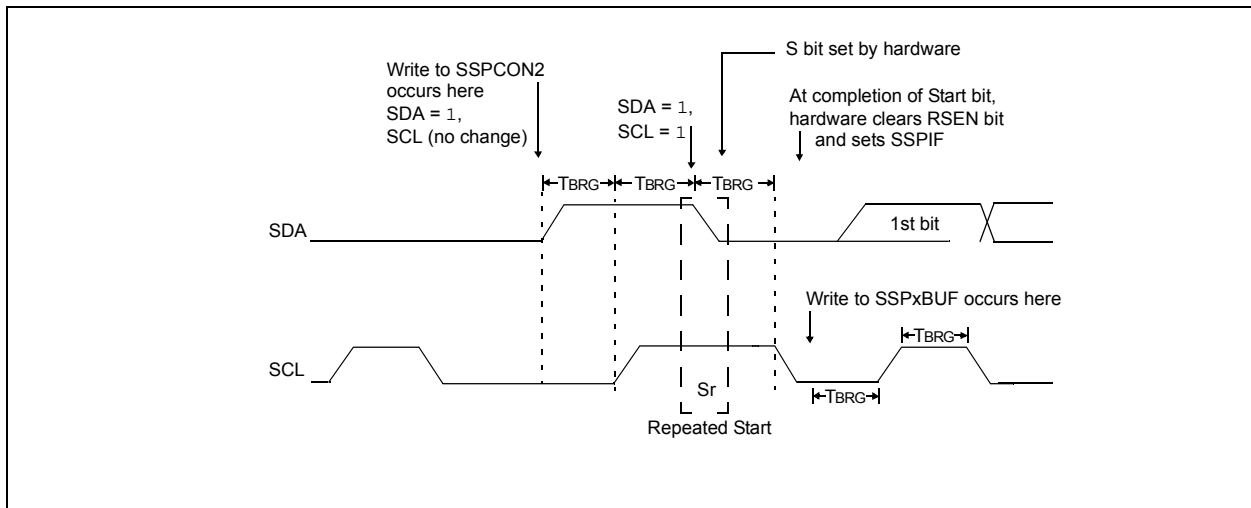 S bit set by hardware
Write to SSPCON2
occurs here
SDA = 1,
SCL (no change)
SDA = 1,
SCL = 1
At completion of Start bit,
hardware clears RSEN bit
and sets SSPIF
TBRG TBRG TBRG
SDA
1st bit
Write to SSPxBUF occurs here
TBRG
SCL
Sr
TBRG
Repeated Start